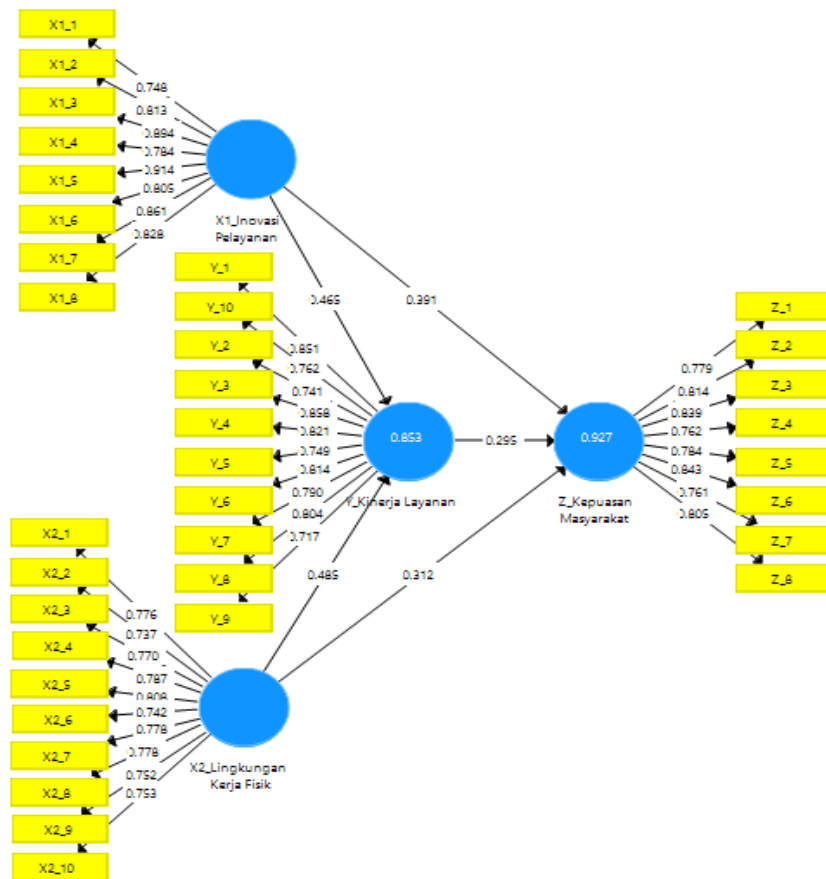 X1_1
X1_2
X1_3
X1_4
X1_5
X1_6
X1_7
X1_8
0.748
0.813
0.894
0.784
0.914
0.805
0.861
0.828
X1_Inovasi
Pelayanan
0.465
0.391
Y_1
Y_10
Y_2
Y_3
Y_4
Y_5
Y_6
Y_7
Y_8
Y_9
0.851
0.762
0.741
0.858
0.821
0.749
0.814
0.790
0.804
0.717
0.853
Y_Kinerja Layanan
0.295
0.927
Z_Kepuasan
Masyarakat
0.779
0.814
0.839
0.762
0.784
0.843
0.761
0.805
Z_1
Z_2
Z_3
Z_4
Z_5
Z_6
Z_7
Z_8
0.485
0.312
X2_1
X2_2
X2_3
X2_4
X2_5
X2_6
X2_7
X2_8
X2_9
X2_10
0.776
0.737
0.770
0.787
0.808
0.742
0.778
0.778
0.752
0.753
X2_Lingkungan
Kerja Fisik